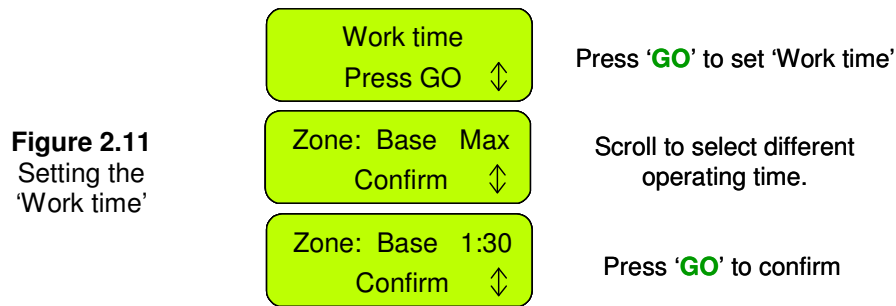 Work time
Press GO ↕
Press ‘GO’ to set ‘Work time’
Figure 2.11
Setting the
‘Work time’
Zone: Base Max
Confirm ↕
Scroll to select different
operating time.
Zone: Base 1:30
Confirm ↕
Press ‘GO’ to confirm